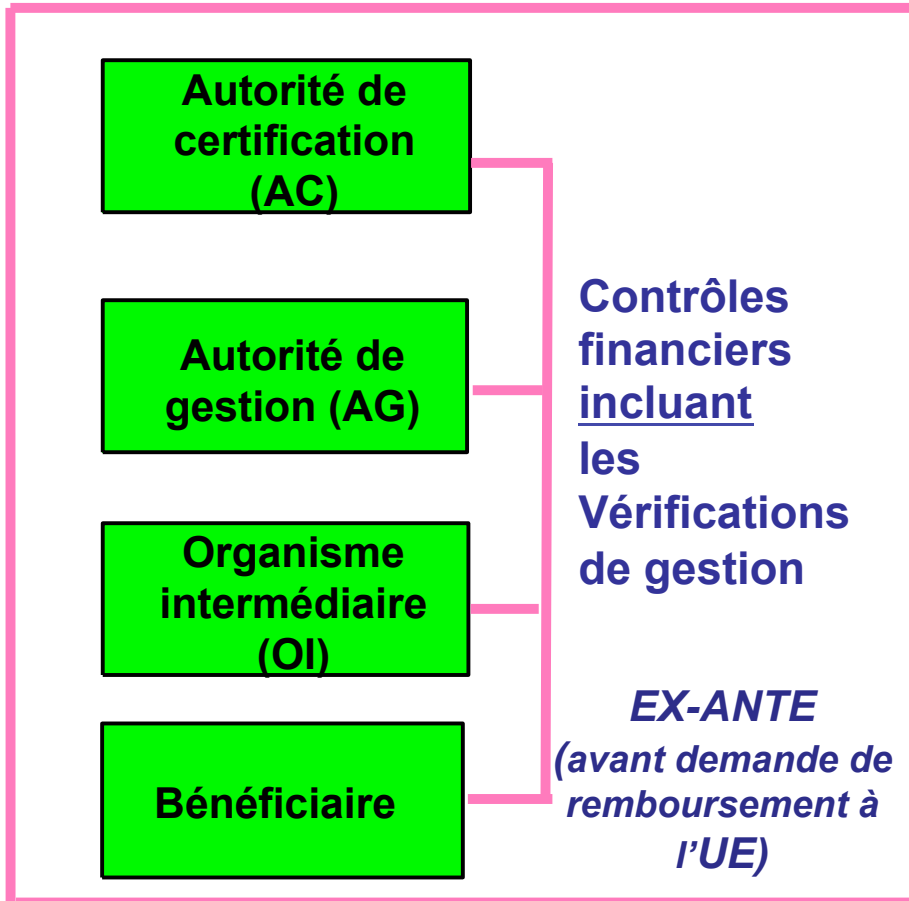 Autorité de
certification
(AC)
Autorité de
gestion (AG)
Organisme
intermédiaire
(OI)
Bénéficiaire
Contrôles
financiers
incluant
les
Vérifications
de gestion
EX-ANTE
(avant demande de
remboursement à
l’UE)